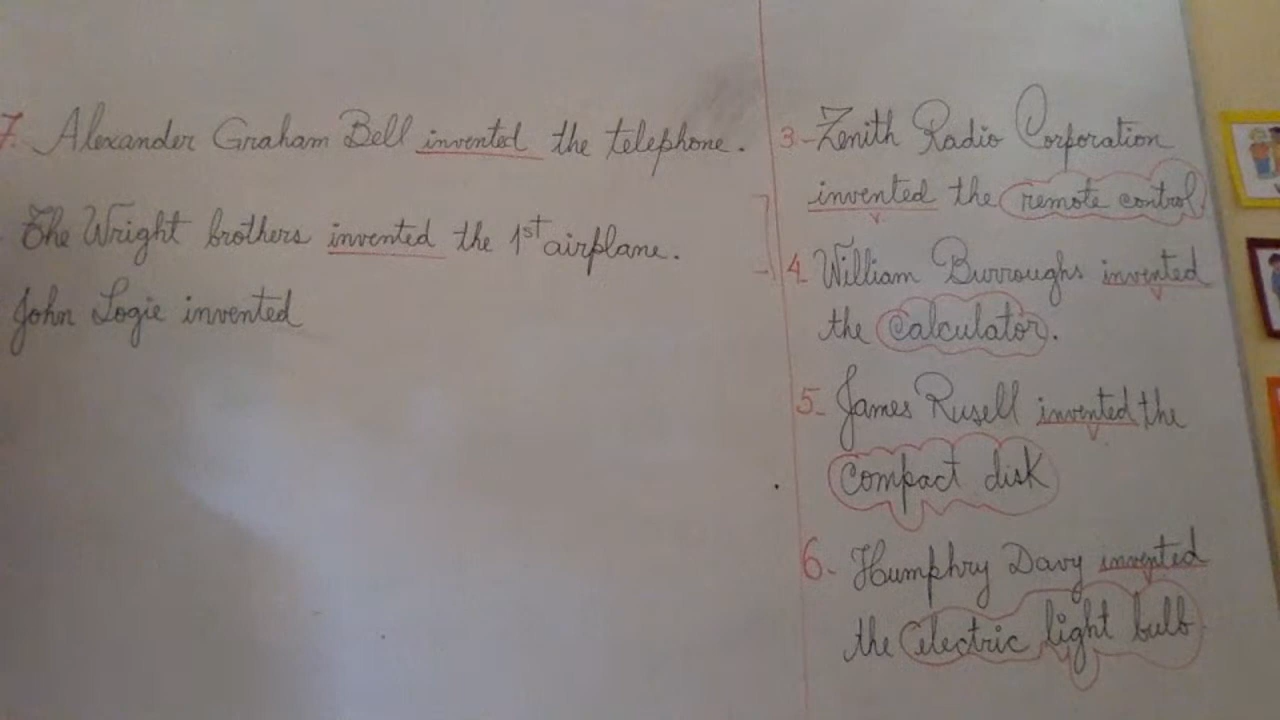 7. Alexander Graham Bell invented the telephone.
The Wright brothers invented the 1st airplane.
John Logie invented
3-Zenith Radio Corporation
invented the remote control
4. William Burroughs invented
the calculator.
5- James Rusell invented the
compact disk
6- Humphry Davy invented
the electric light bulb.